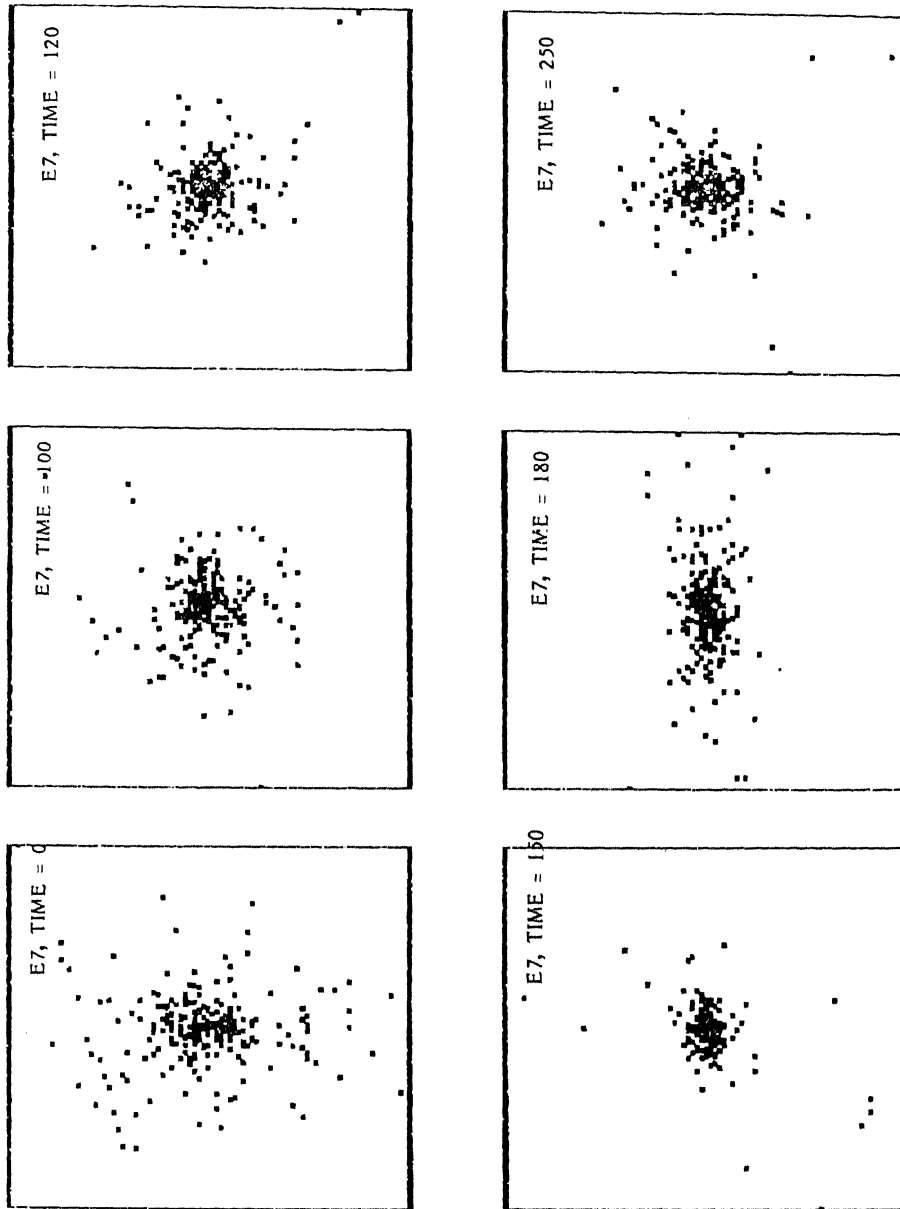 E7, TIME = 0
E7, TIME = 100
E7, TIME = 120
E7, TIME = 150
E7, TIME = 180
E7, TIME = 250